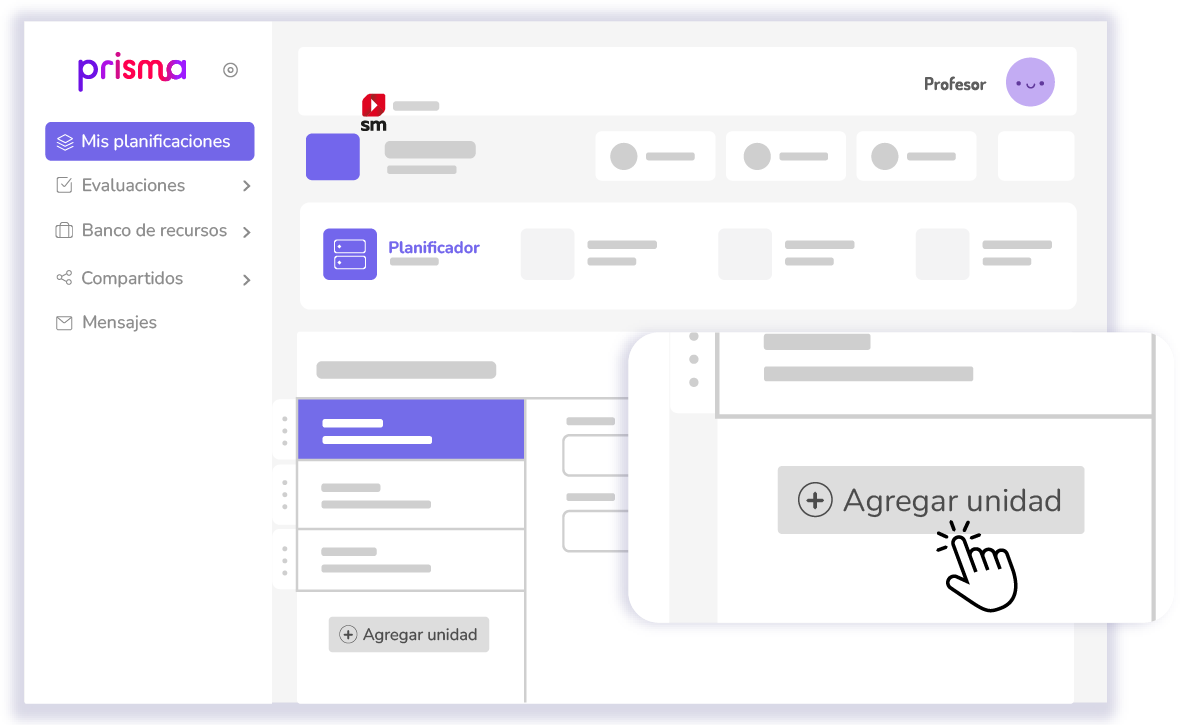 prisma
Profesor
sm
Mis planificaciones
Evaluaciones
Banco de recursos
Compartidos
Mensajes
Planificador
Agregar unidad
Agregar unidad